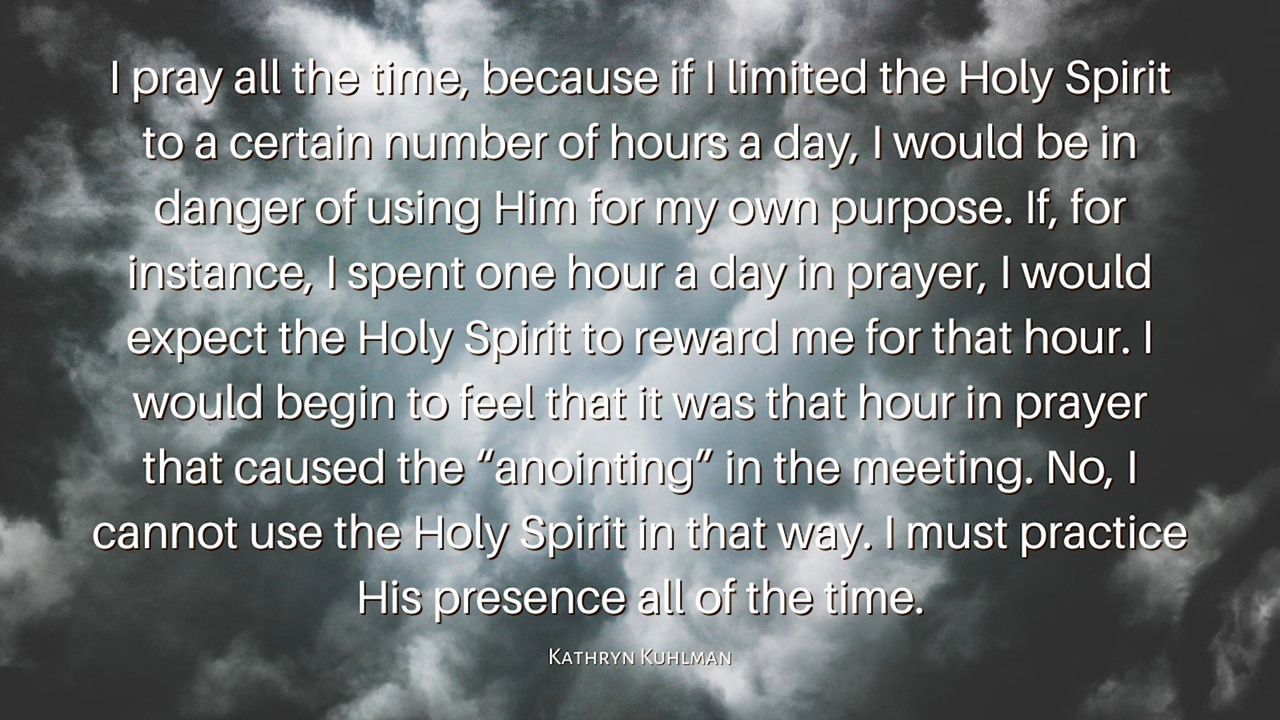 I pray all the time, because if I limited the Holy Spirit
to a certain number of hours a day, I would be in
danger of using Him for my own purpose. If, for
instance, I spent one hour a day in prayer, I would
expect the Holy Spirit to reward me for that hour. I
would begin to feel that it was that hour in prayer
that caused the “anointing” in the meeting. No, I
cannot use the Holy Spirit in that way. I must practice
His presence all of the time.
Kathryn Kuhlman